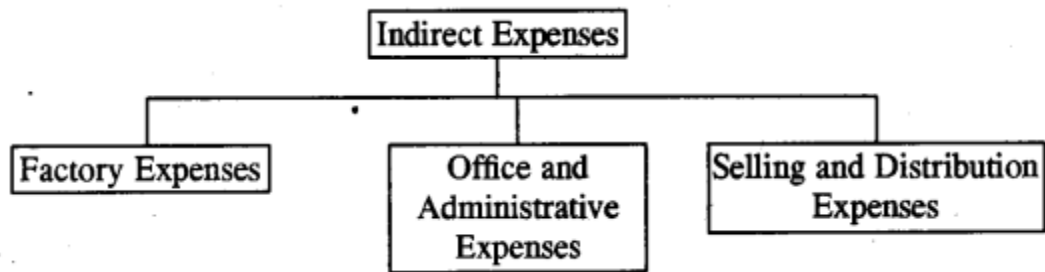 Indirect Expenses
Factory Expenses
Office and
Administrative
Expenses
Selling and Distribution
Expenses